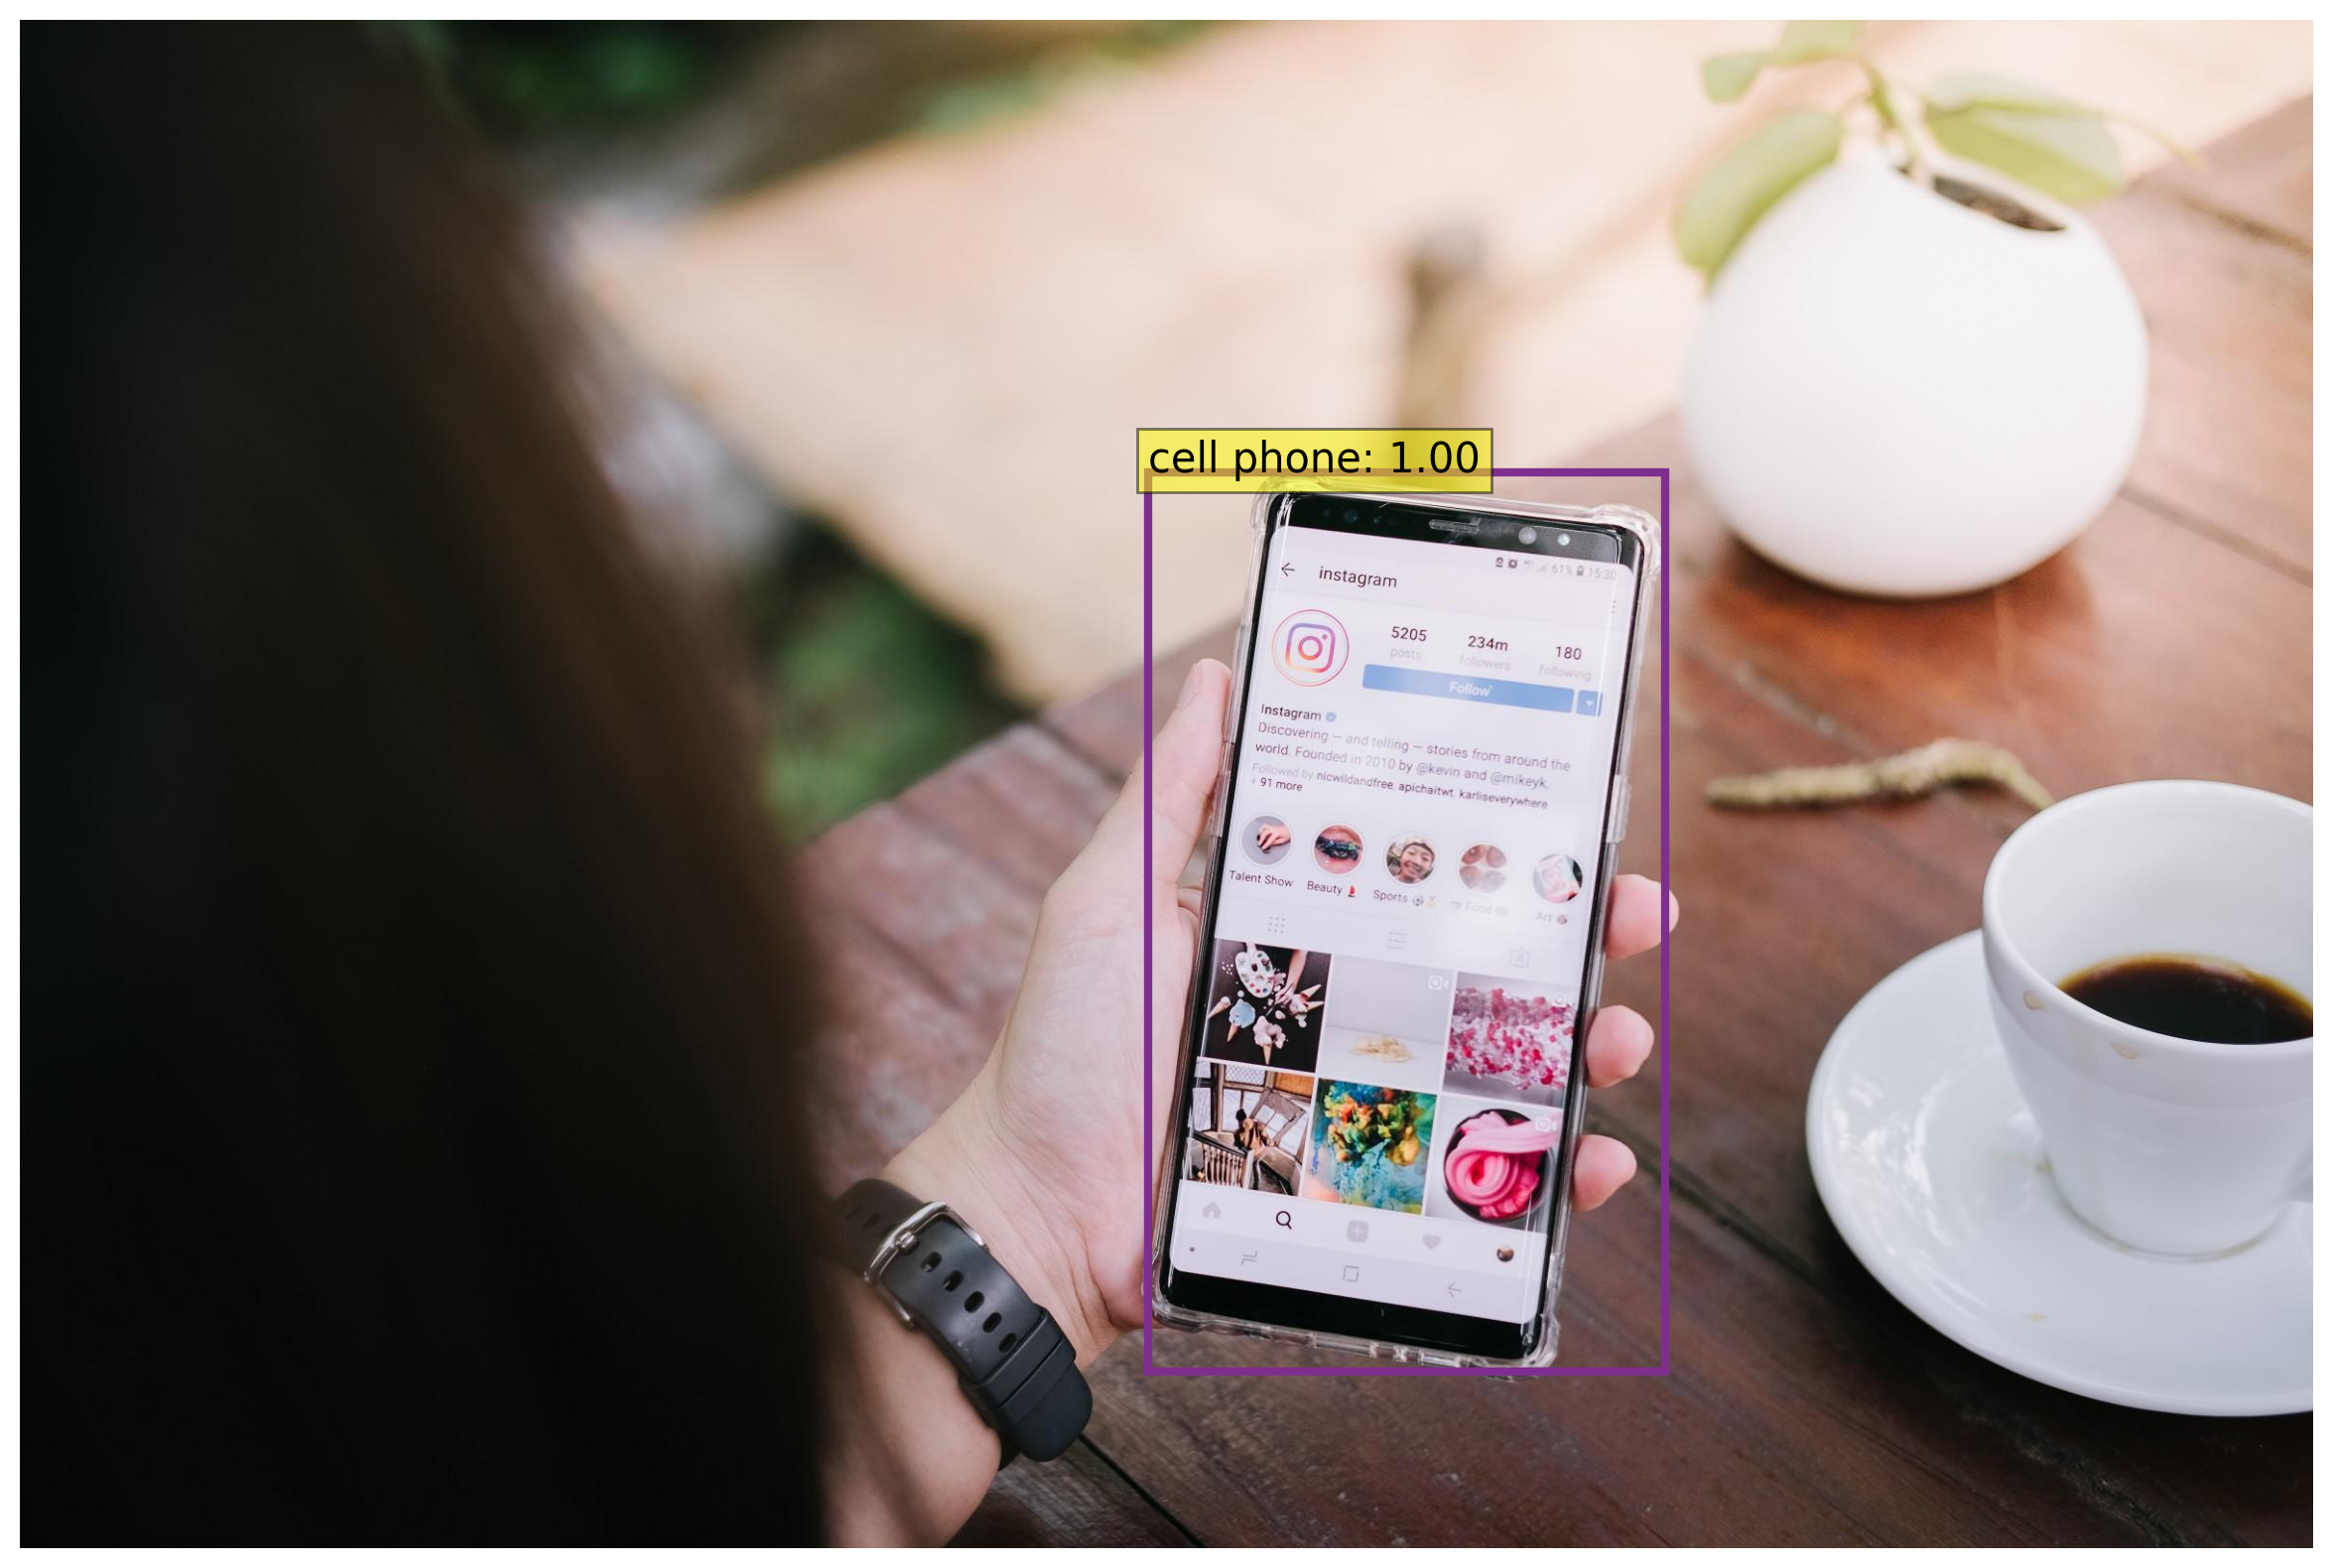 cell phone: 1.00
61% 15:30
instagram
5205 234m 180
posts followers following
Follow
Instagram
Discovering — and telling — stories from around the
world. Founded in 2010 by @kevin and @mikeyk.
Followed by nicwildandfree, apichaitwt, karliseverywhere
+ 91 more
Talent Show Beauty Sports Food Art